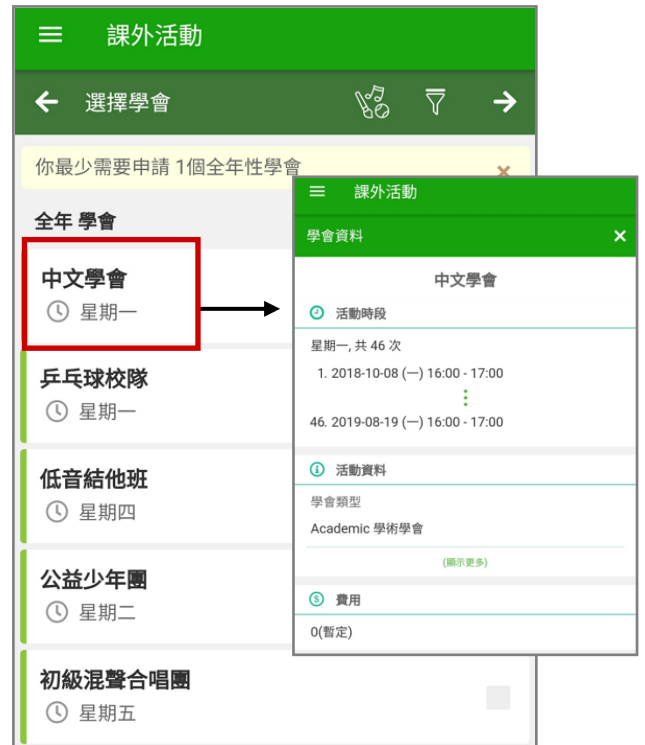 課外活動
選擇學會
你最少需要申請 1個全年性學會
全年 學會
中文學會
星期一
乒乓球校隊
星期一
低音結他班
星期四
公益少年團
星期二
初級混聲合唱團
星期五
課外活動
學會資料
中文學會
活動時段
星期一, 共 46 次
1. 2018-10-08 (一) 16:00 - 17:00
46. 2019-08-19 (一) 16:00 - 17:00
活動資料
學會類型
Academic 學術學會
(顯示更多)
費用
0(暫定)